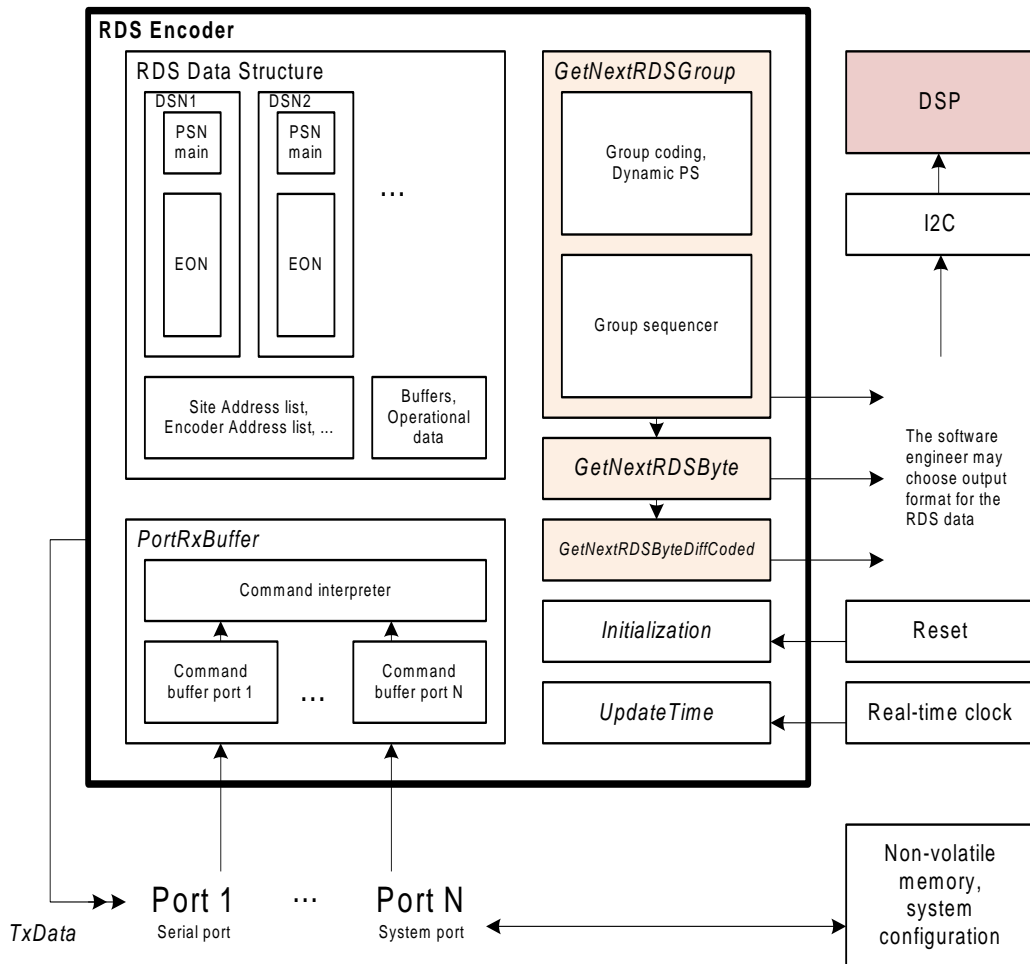 RDS Encoder
RDS Data Structure
DSN1
PSN
main
EON
DSN2
PSN
main
EON
...
Site Address list,
Encoder Address list, ...
Buffers,
Operational
data
GetNextRDSGroup
Group coding,
Dynamic PS
Group sequencer
GetNextRDSByte
GetNextRDSByteDiffCoded
Initialization
UpdateTime
DSP
I2C
The software
engineer may
choose output
format for the
RDS data
Reset
Real-time clock
PortRxBuffer
Command interpreter
Command
buffer port 1
...
Command
buffer port N
TxData
Port 1
Serial port
...
Port N
System port
Non-volatile
memory,
system
configuration